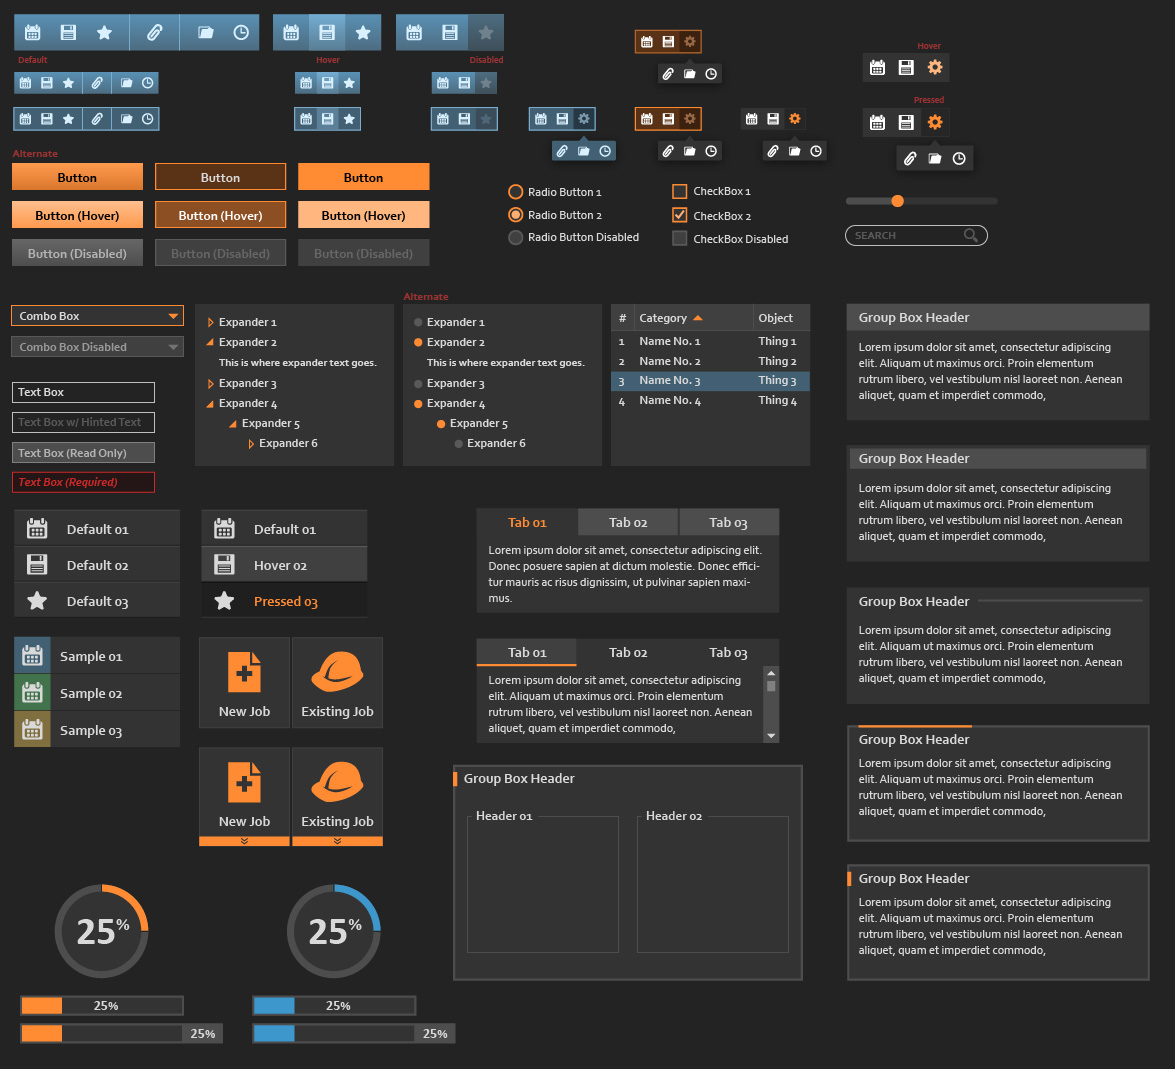 Default
Hover
Disabled
Hover
Pressed
Alternate
Button
Button
Button
Button (Hover)
Button (Hover)
Button (Hover)
Button (Disabled)
Button (Disabled)
Button (Disabled)
Radio Button 1
Radio Button 2
Radio Button Disabled
CheckBox 1
CheckBox 2
CheckBox Disabled
SEARCH
Combo Box
Combo Box Disabled
Text Box
Text Box w/ Hinted Text
Text Box (Read Only)
Text Box (Required)
Expander 1
Expander 2
This is where expander text goes.
Expander 3
Expander 4
Expander 5
Expander 6
Alternate
Expander 1
Expander 2
This is where expander text goes.
Expander 3
Expander 4
Expander 5
Expander 6
# Category Object
1 Name No. 1 Thing 1
2 Name No. 2 Thing 2
3 Name No. 3 Thing 3
4 Name No. 4 Thing 4
Group Box Header
Lorem ipsum dolor sit amet, consectetur adipiscing
elit. Aliquam ut maximus orci. Proin elementum
rutrum libero, vel vestibulum nisl laoreet non. Aenean
aliquet, quam et imperdiet commodo,
Group Box Header
Lorem ipsum dolor sit amet, consectetur adipiscing
elit. Aliquam ut maximus orci. Proin elementum
rutrum libero, vel vestibulum nisl laoreet non. Aenean
aliquet, quam et imperdiet commodo,
Group Box Header
Lorem ipsum dolor sit amet, consectetur adipiscing
elit. Aliquam ut maximus orci. Proin elementum
rutrum libero, vel vestibulum nisl laoreet non. Aenean
aliquet, quam et imperdiet commodo,
Group Box Header
Lorem ipsum dolor sit amet, consectetur adipiscing
elit. Aliquam ut maximus orci. Proin elementum
rutrum libero, vel vestibulum nisl laoreet non. Aenean
aliquet, quam et imperdiet commodo,
Group Box Header
Lorem ipsum dolor sit amet, consectetur adipiscing
elit. Aliquam ut maximus orci. Proin elementum
rutrum libero, vel vestibulum nisl laoreet non. Aenean
aliquet, quam et imperdiet commodo,
Default 01
Default 02
Default 03
Default 01
Hover 02
Pressed 03
Tab 01 Tab 02 Tab 03
Lorem ipsum dolor sit amet, consectetur adipiscing elit.
Donec posuere sapien at dictum molestie. Donec effici-
tur mauris ac risus dignissim, ut pulvinar sapien maxi-
mus.
Sample 01
Sample 02
Sample 03
New Job
Existing Job
Tab 01 Tab 02 Tab 03
Lorem ipsum dolor sit amet, consectetur adipiscing
elit. Aliquam ut maximus orci. Proin elementum
rutrum libero, vel vestibulum nisl laoreet non. Aenean
aliquet, quam et imperdiet commodo,
New Job
Existing Job
Group Box Header
Header 01
Header 02
25%
25%
25%
25%
25%
25%